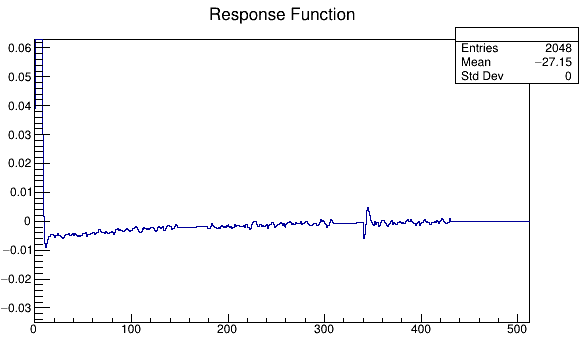 Response Function
Entries 2048
Mean −27.15
Std Dev 0
0.06
0.05
0.04
0.03
0.02
0.01
0
−0.01
−0.02
−0.03
0 100 200 300 400 500